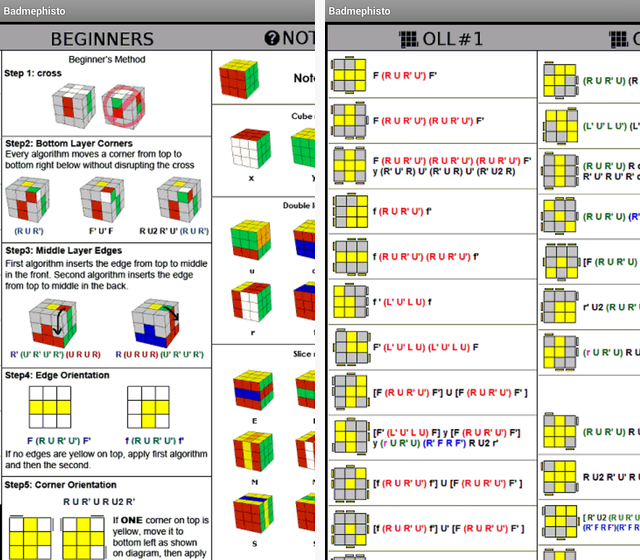 Badmephisto
BEGINNERS
NOT
Beginner's Method
Step 1: cross
Note
Cube
x
y
Step2: Bottom Layer Corners
Every algorithm moves a corner from top to
bottom right below without disrupting the cross
(R U R')
F' U' F
R U2 R' U' (R U R')
Double l
u
r
Step3: Middle Layer Edges
First algorithm inserts the edge from top to middle
in the front. Second algorithm inserts the edge
from top to middle in the back.
R' (U' R' U' R') (U R U R)
R (U R U R) (U' R' U' R')
Slice
E
M
S
Step4: Edge Orientation
F (R U R' U') F'
f (R U R' U') f'
If no edges are yellow on top, apply first algorithm
and then the second.
Step5: Corner Orientation
R U R' U R U2 R'
If ONE corner on top is
yellow, move it to
bottom left as shown
on diagram, then apply
Badmephisto
OLL #1
F (R U R' U') F'
F (R U R' U') (R U R' U') F'
F (R U R' U') (R U R' U') (R U R' U') F'
y (R' U' R) U' (R' U R) U' (R' U2 R)
f (R U R' U') f'
f (R U R' U') (R U R' U') f'
f' (L' U' L U) f
F' (L' U' L U) (L' U' L U) F
[F (R U R' U') F'] U [F (R U R' U') F' ]
[F' (L' U' L U) F] y [F (R U R' U') F']
y (r U R' U') (R' F R F') R U2 r'
[f (R U R' U') f'] U [F (R U R' U') F' ]
[f (R U R' U') f'] U' [F (R U R' U') F' ]
(R U R' U) (R
(L' U' L U') (L'
(R U R' U)
R' U' R U' R'
(R U R' U) (R'
[F (R U R' U)
r' U2 (R U R'
(r U R' U) R U
(R U R' U) R U
R U2 R' U' R U
[R' U2 (R U R' U)
(R' F R F')(R' F R